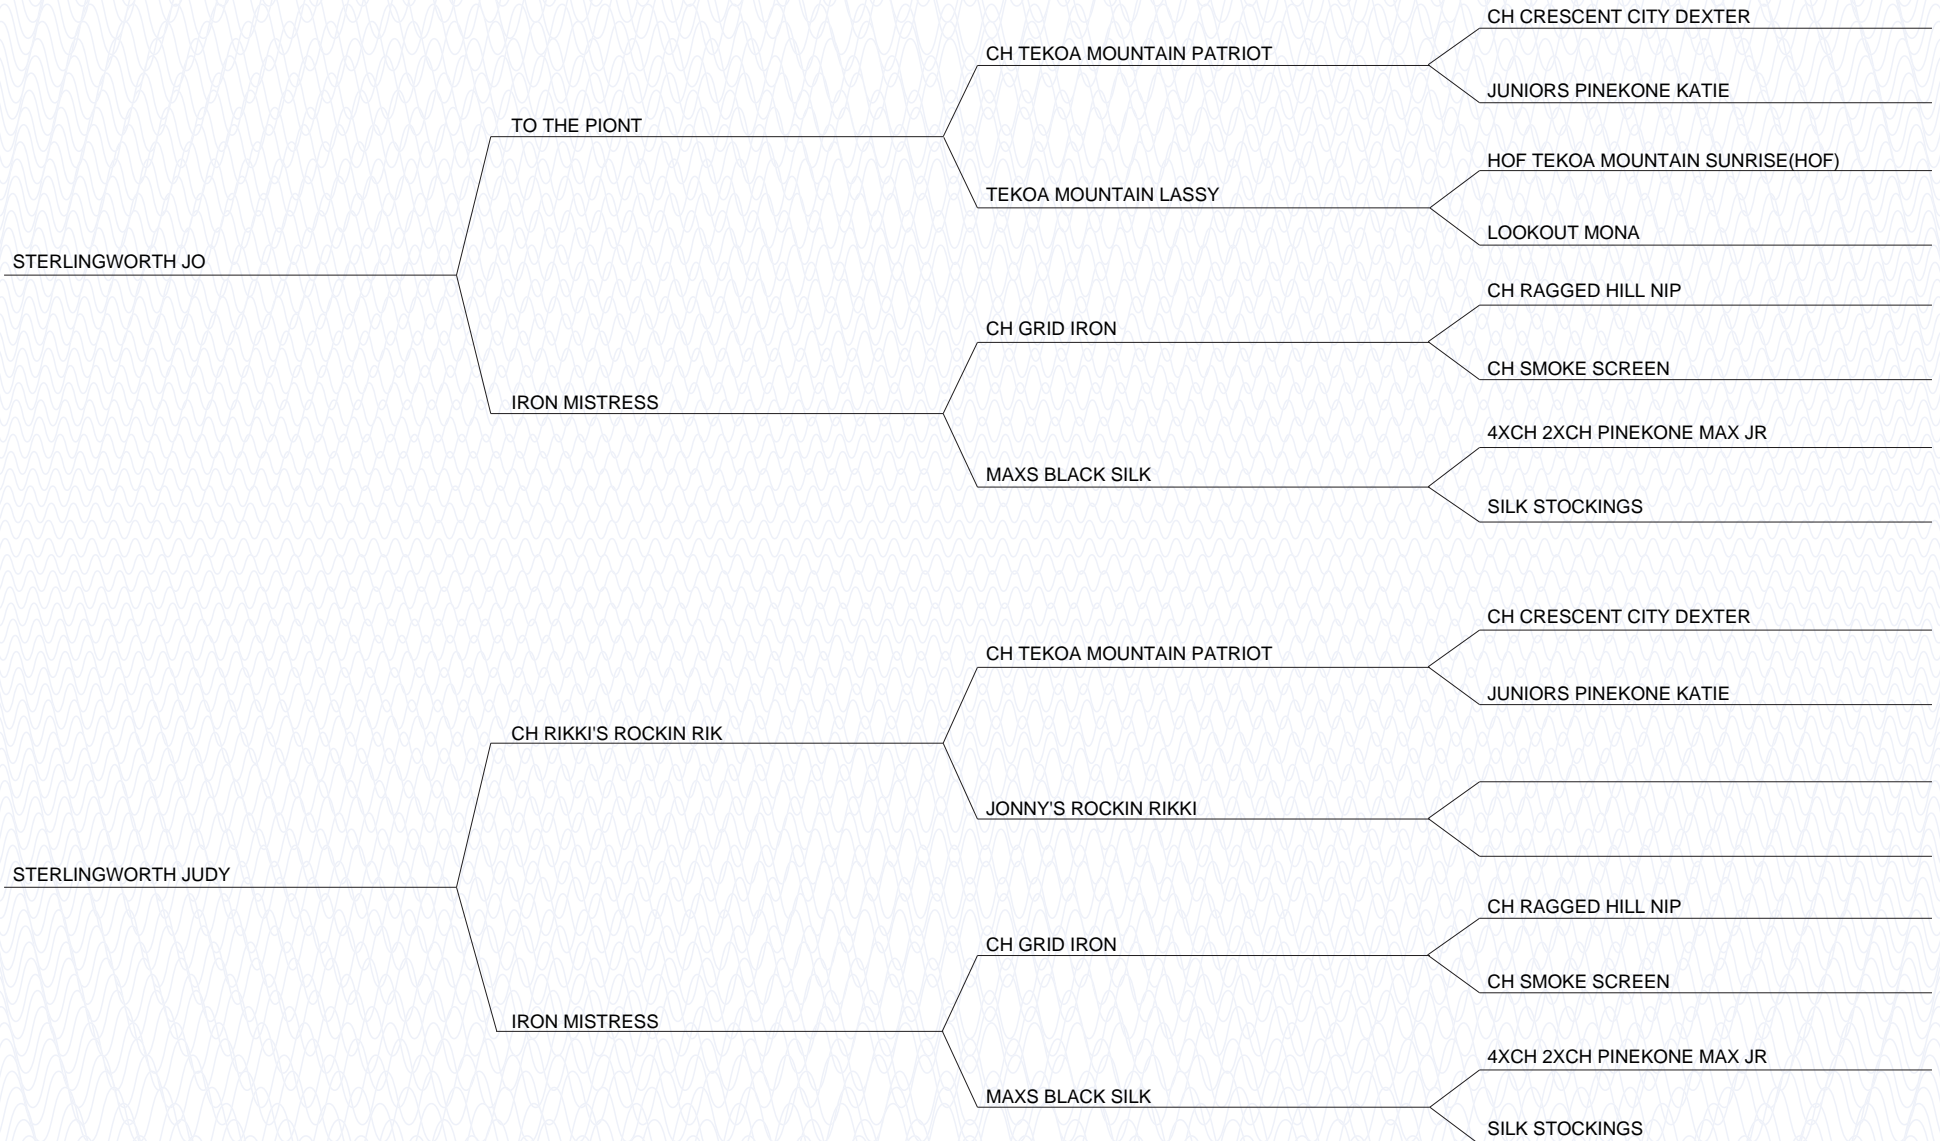 CH CRESCENT CITY DEXTER
CH TEKOA MOUNTAIN PATRIOT
JUNIORS PINEKONE KATIE
TO THE PIONT
HOF TEKOA MOUNTAIN SUNRISE(HOF)
TEKOA MOUNTAIN LASSY
LOOKOUT MONA
STERLINGWORTH JO
CH RAGGED HILL NIP
CH GRID IRON
CH SMOKE SCREEN
IRON MISTRESS
4XCH 2XCH PINEKONE MAX JR
MAXS BLACK SILK
SILK STOCKINGS
CH CRESCENT CITY DEXTER
CH TEKOA MOUNTAIN PATRIOT
JUNIORS PINEKONE KATIE
CH RIKKI'S ROCKIN RIK
JONNY'S ROCKIN RIKKI
STERLINGWORTH JUDY
CH RAGGED HILL NIP
CH GRID IRON
CH SMOKE SCREEN
IRON MISTRESS
4XCH 2XCH PINEKONE MAX JR
MAXS BLACK SILK
SILK STOCKINGS